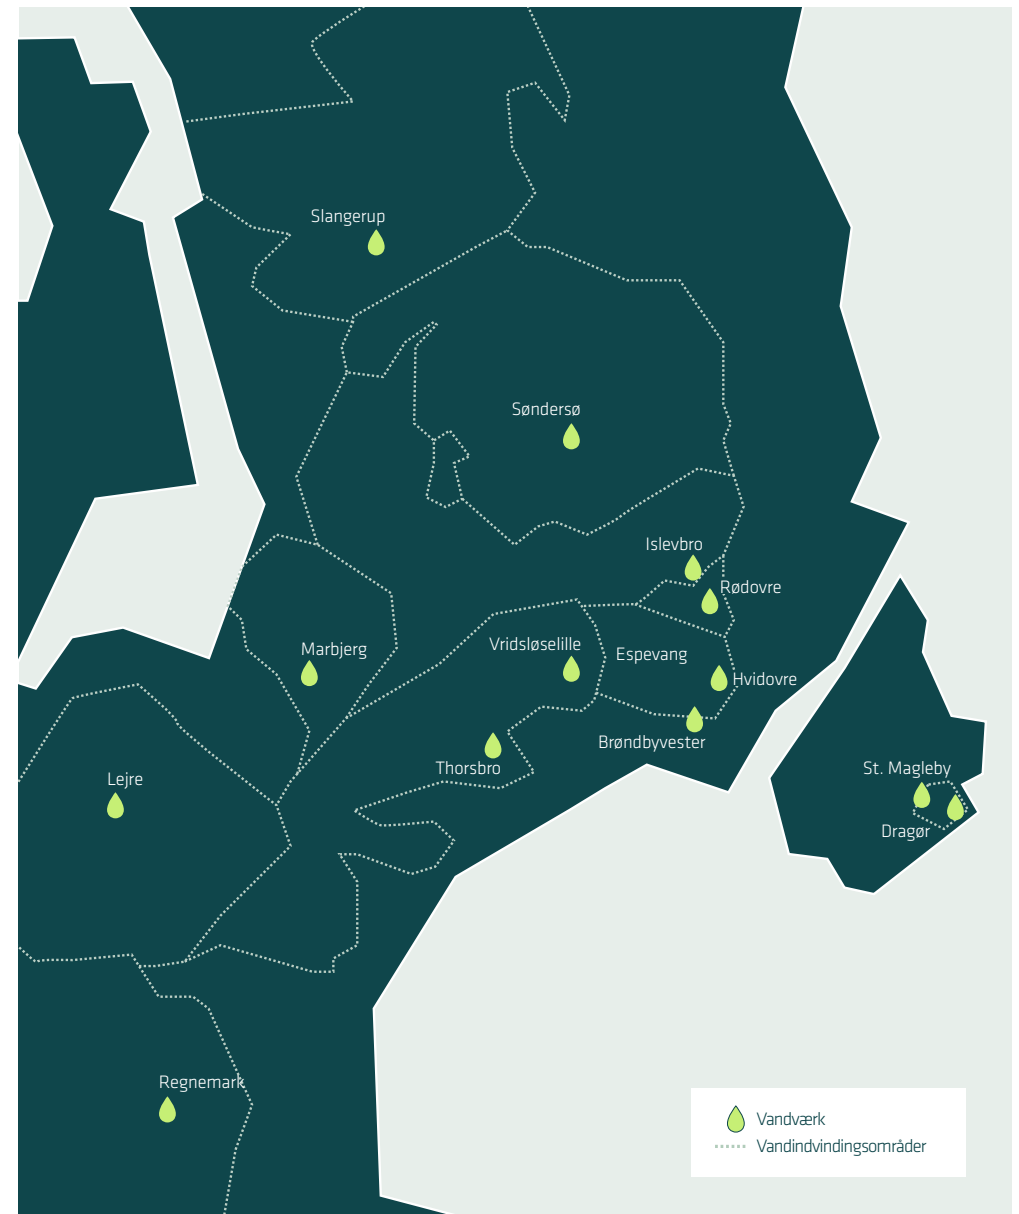 Slangerup
Søndersø
Islevbro
Rødovre
Vridsløselille
Marbjerg
Espevang
Hvidovre
Brøndbyvester
Thorsbro
St. Magleby
Lejre
Dragør
Regnemark
Vandværk
Vandindvindingsområder